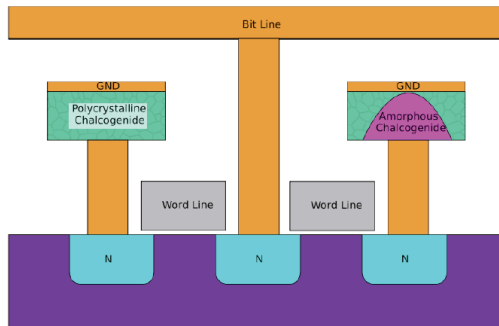 Bit Line
GND
Polycrystalline
Chalcogenide
GND
Amorphous
Chalcogenide
Word Line
Word Line
N
N
N